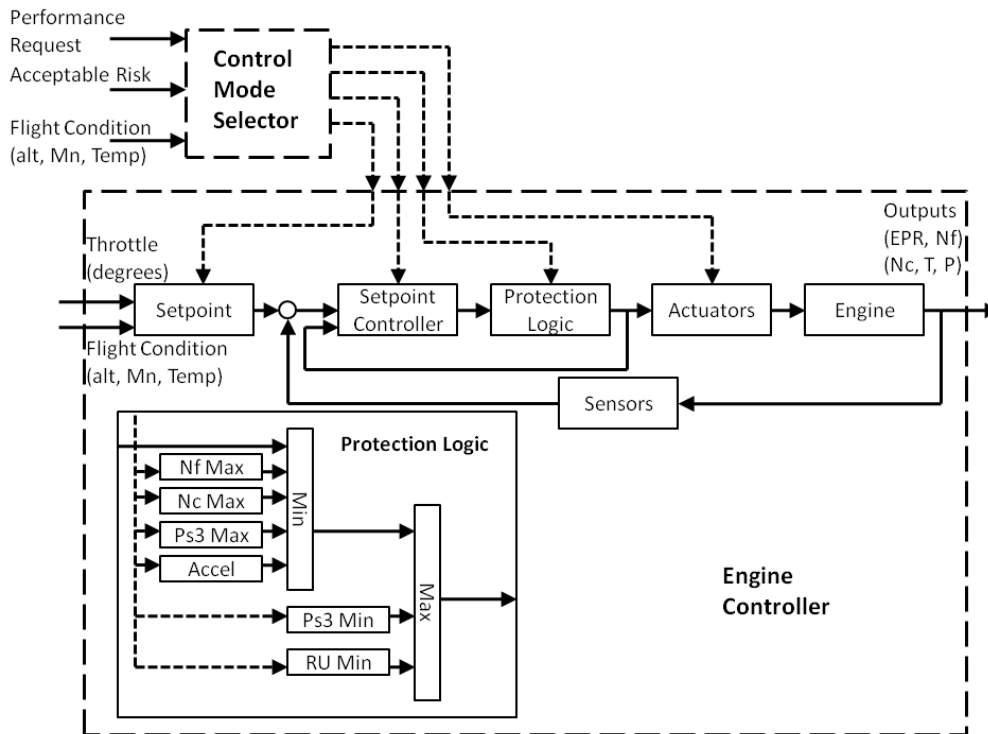 Performance
Request
Acceptable Risk
Flight Condition
(alt, Mn, Temp)
Control
Mode
Selector
Throttle
(degrees)
Flight Condition
(alt, Mn, Temp)
Setpoint
Setpoint
Controller
Protection
Logic
Actuators
Engine
Outputs
(EPR, Nf)
(Nc, T, P)
Sensors
Protection Logic
Nf Max
Nc Max
Ps3 Max
Accel
Min
Ps3 Min
RU Min
Max
Engine
Controller